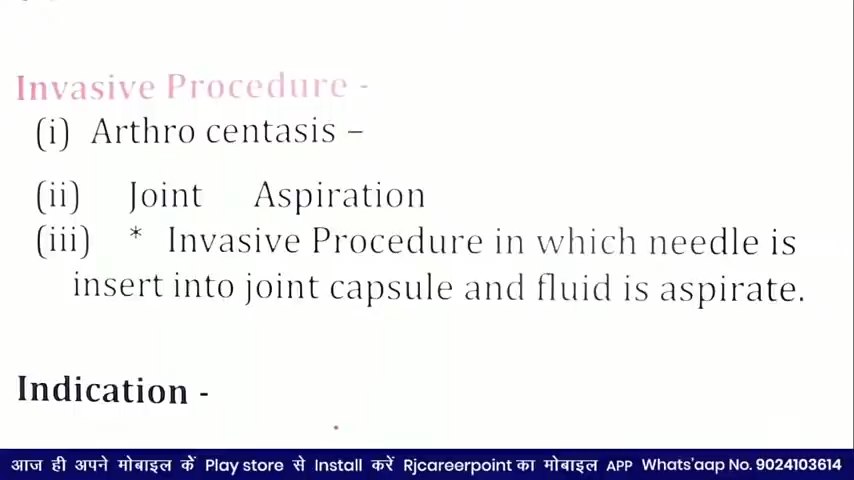 Invasive Procedure -
(i) Arthro centasis –
(ii) Joint Aspiration
(iii) * Invasive Procedure in which needle is
insert into joint capsule and fluid is aspirate.
Indication -
आज ही अपने मोबाइल कें Play store से Install करें Rjcareerpoint का मोबाइल APP Whats'aap No. 9024103614